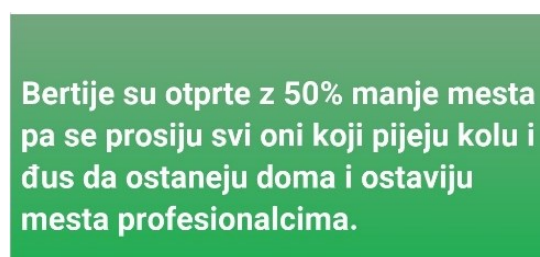 Bertije su otprte z 50% manje mesta
pa se prosiju svi oni koji pijeju kolu i
đus da ostaneju doma i ostaviju
mesta profesionalcima.